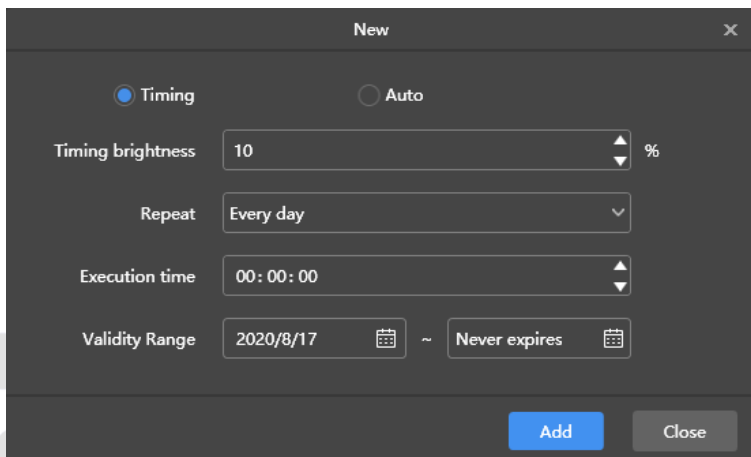 New
Timing Auto
Timing brightness 10 %
Repeat Every day
Execution time 00:00:00
Validity Range 2020/8/17 ~ Never expires
Add Close